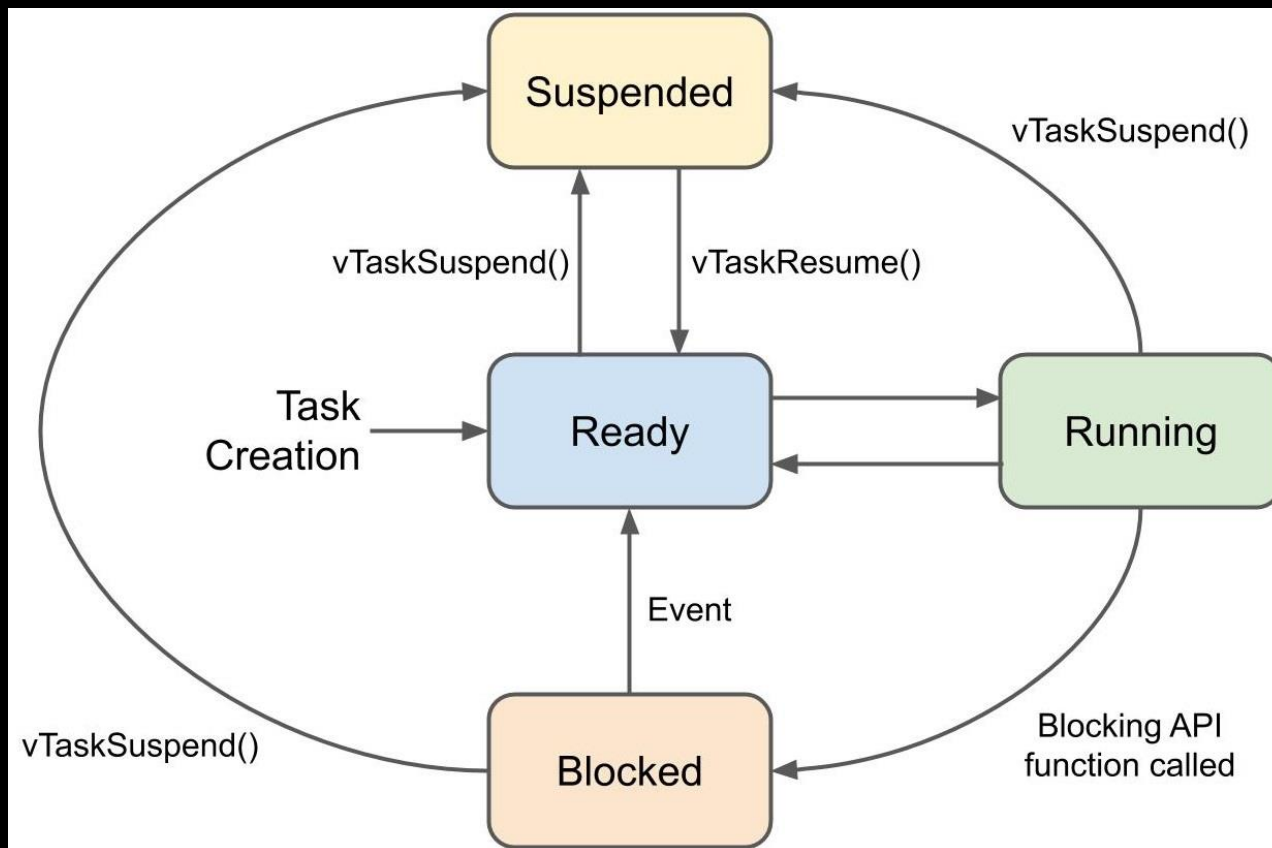 Suspended
vTaskSuspend()
vTaskSuspend()
vTaskResume()
Task
Creation
Ready
Running
Event
vTaskSuspend()
Blocked
Blocking API
function called